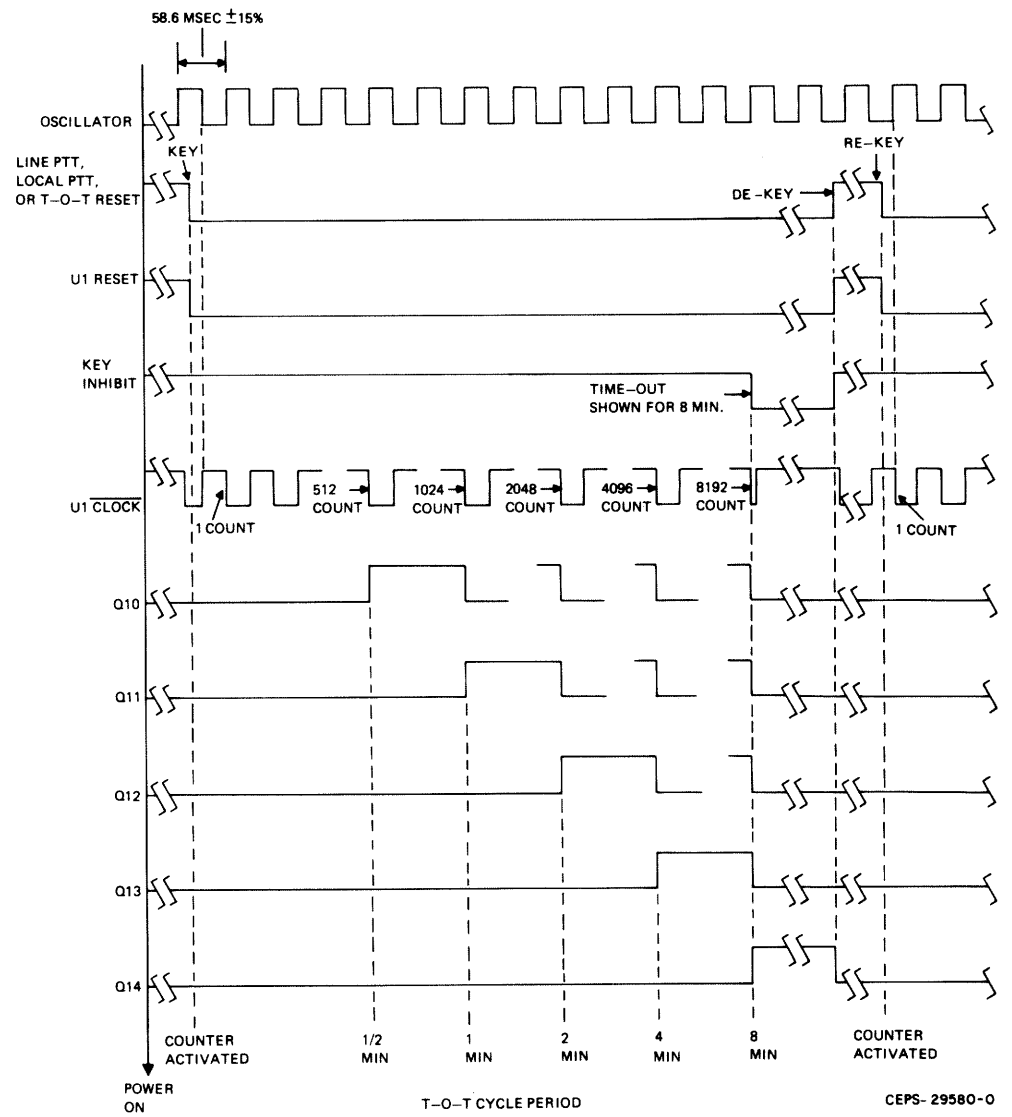 58.6 MSEC ±15%
OSCILLATOR
KEY
RE-KEY
LINE PTT,
LOCAL PTT,
OR T-O-T RESET
DE-KEY
U1 RESET
KEY
INHIBIT
TIME-OUT
SHOWN FOR 8 MIN.
512
COUNT
1024
COUNT
2048
COUNT
4096
COUNT
8192
COUNT
U1 CLOCK
1 COUNT
1 COUNT
Q10
Q11
Q12
Q13
Q14
COUNTER
ACTIVATED
1/2
MIN
1
MIN
2
MIN
4
MIN
8
MIN
COUNTER
ACTIVATED
POWER
ON
T-O-T CYCLE PERIOD
CEPS-29580-O